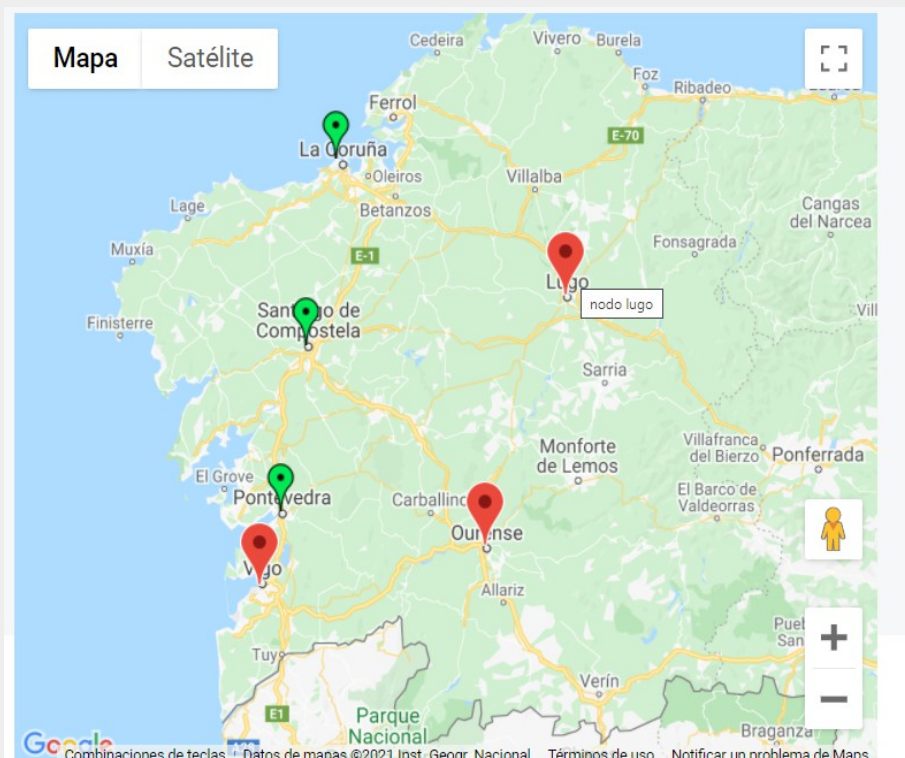 Mapa
Satélite
Cedeira
Vivero
Burela
Foz
Ribadeo
Ferrol
E-70
La Coruña
Oleiros
Villalba
Betanzos
Lage
Cangas
del Narcea
Muxía
E-1
Fonsagrada
Lugo
nodo lugo
Santiago de
Compostela
Finisterre
Sarria
Monforte
de Lemos
Villafranca
del Bierzo
Ponferrada
El Grove
Pontevedra
Carballino
El Barco de
Valdeorras
Ourense
Vigo
Allariz
Tuy
Verín
E1
Parque
Nacional
Braganza
Google
Combinaciones de teclas
Datos de mapas ©2021 Inst. Geogr. Nacional
Términos de uso
Notificar un problema de Maps